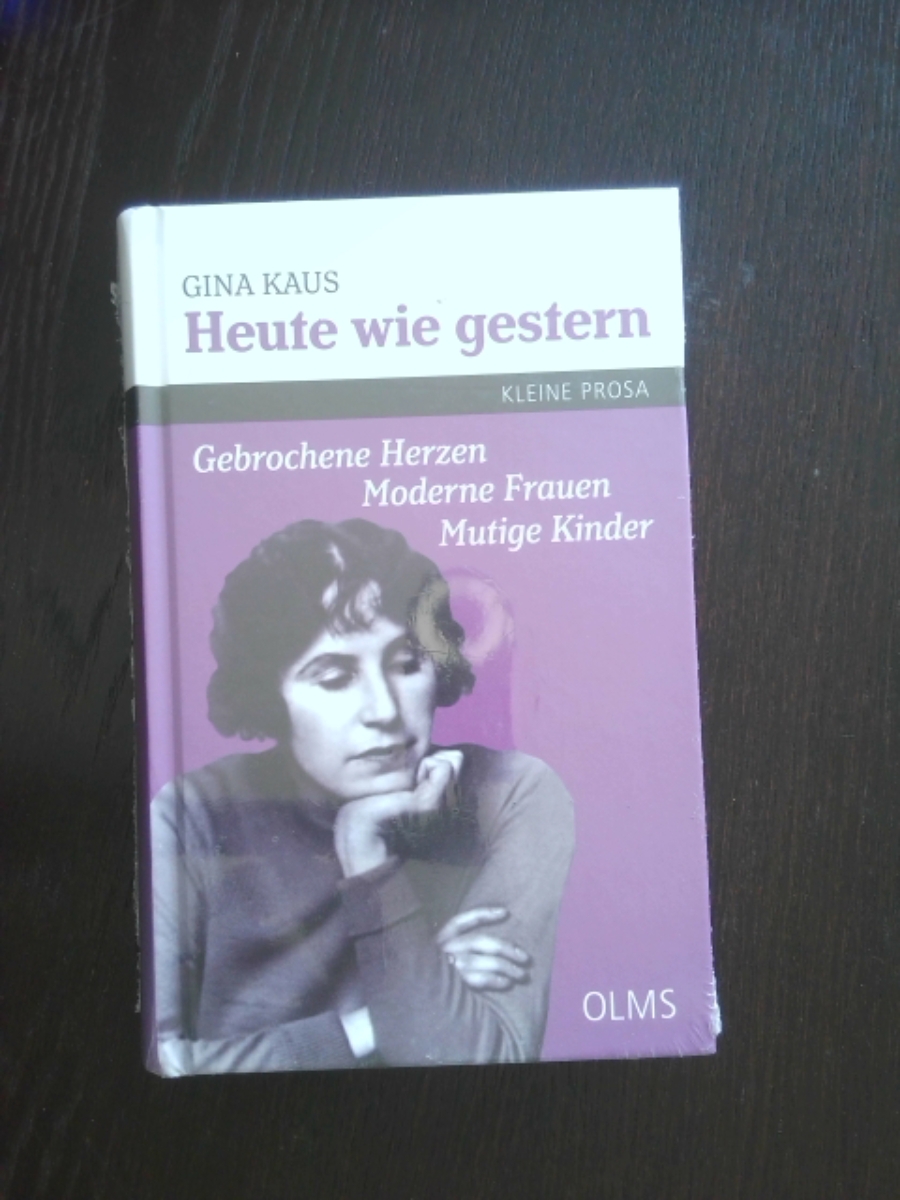 GINA KAUS
Heute wie gestern
KLEINE PROSA
Gebrochene Herzen
Moderne Frauen
Mutige Kinder
OLMS